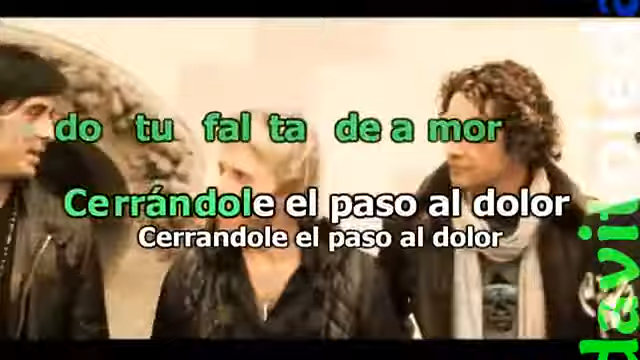 do tu fal ta de a mor
Cerrándole el paso al dolor
Cerrandole el paso al dolor